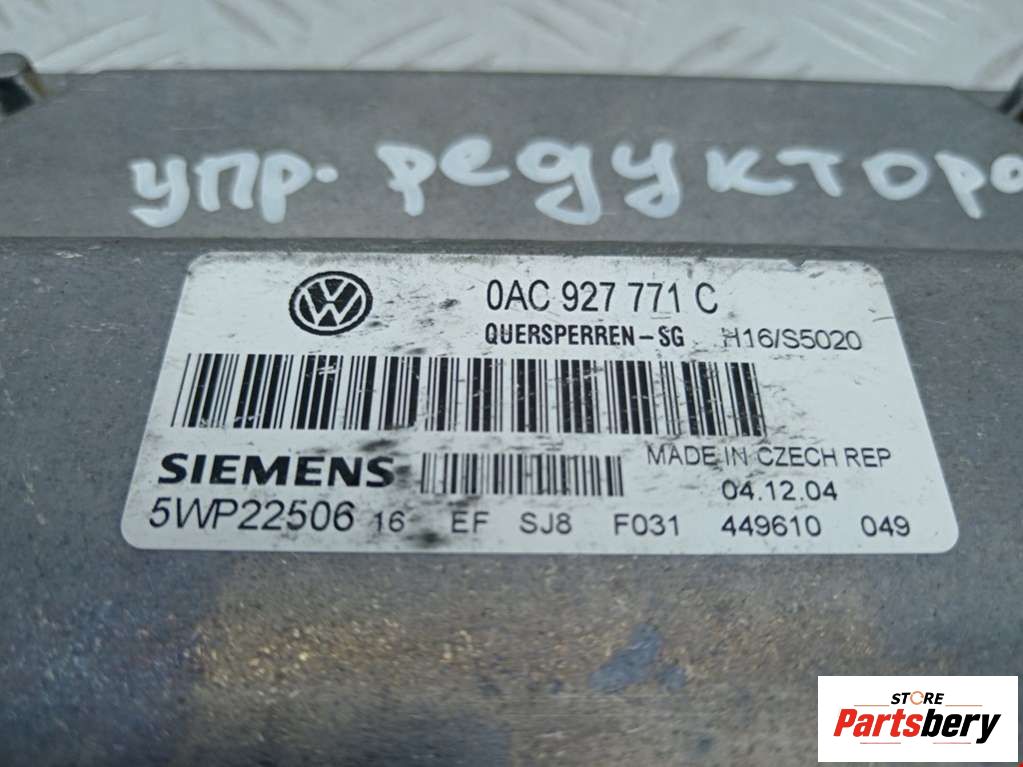 упр. редукторо
VW
0AC 927 771 C
QUERSPERREN-SG H16/S5020
SIEMENS MADE IN CZECH REP
04.12.04
5WP22506 16 EF SJ8 F031 449610 049
STORE
Partsbery